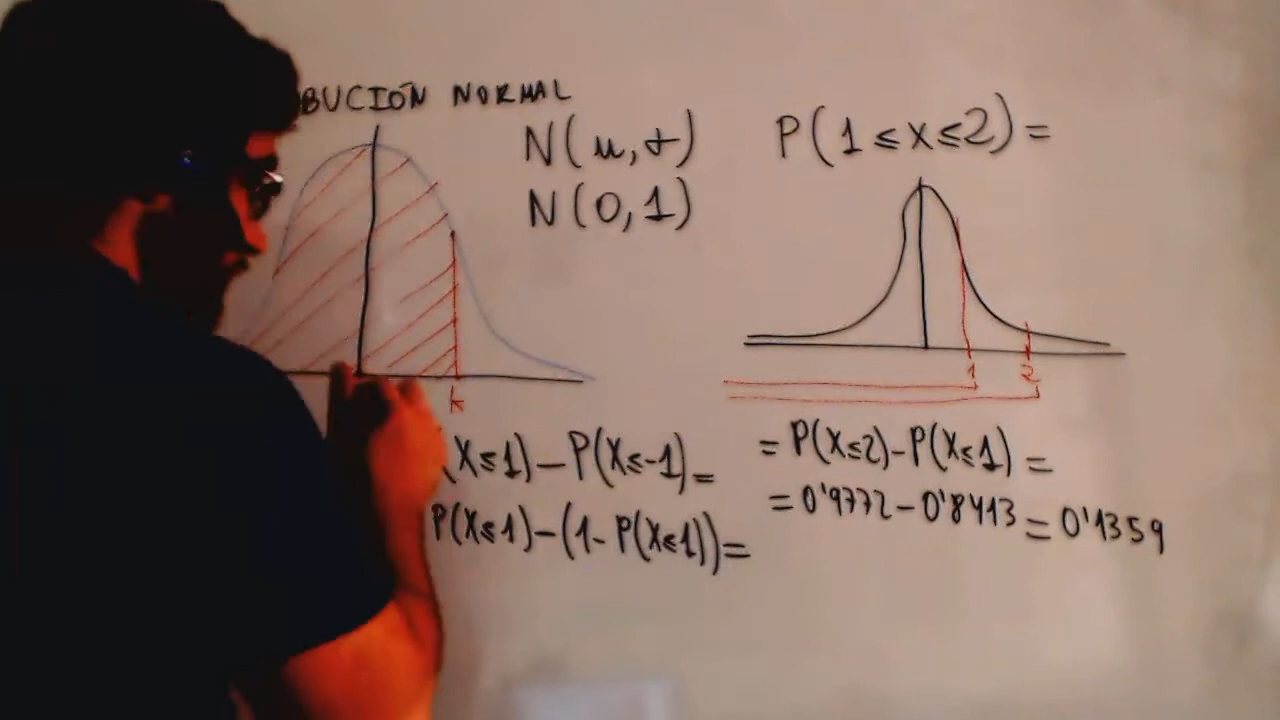 BUCIÓN NORMAL
N(µ,σ)
N(0,1)
k
(X≤1)-P(X≤-1)=
P(X≤1)-(1-P(X≤1))=
P(1≤X≤2)=
1 2
=P(X≤2)-P(X≤1)=
=0'9772-0'8413=0'1359